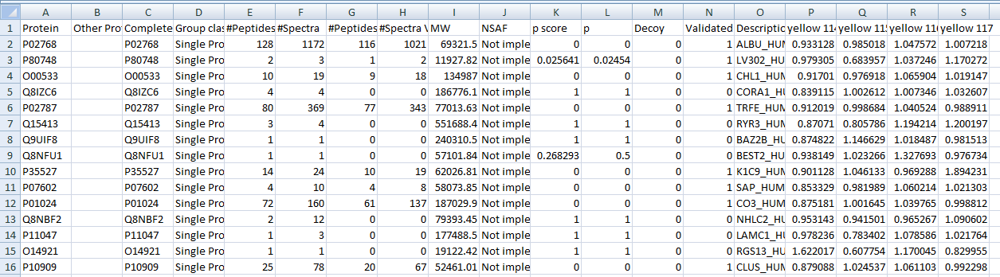 A B C D E F G H I J K L M N O P Q R S
1 Protein Other Pro Complete Group clas #Peptides #Spectra #Peptides #Spectra V MW NSAF p score p Decoy Validated Descriptio yellow 114 yellow 115 yellow 116 yellow 117
2 P02768 P02768 Single Pro 128 1172 116 1021 69321.5 Not imple 0 0 0 1 ALBU_HUM 0.933128 0.985018 1.047572 1.007218
3 P80748 P80748 Single Pro 2 3 1 2 11927.82 Not imple 0.025641 0.02454 0 1 LV302_HU 0.979305 0.683957 1.037246 1.170272
4 O00533 O00533 Single Pro 10 19 9 18 134987 Not imple 0 0 0 1 CHL1_HUM 0.91701 0.976918 1.065904 1.019147
5 Q8IZC6 Q8IZC6 Single Pro 4 4 0 0 186776.1 Not imple 1 1 0 0 CORA1_HU 0.839115 1.002612 1.007346 1.032607
6 P02787 P02787 Single Pro 80 369 77 343 77013.63 Not imple 0 0 0 1 TRFE_HUM 0.912019 0.998684 1.040524 0.988911
7 Q15413 Q15413 Single Pro 3 4 0 0 551688.4 Not imple 1 1 0 0 RYR3_HUM 0.87071 0.805786 1.194214 1.200197
8 Q9UIF8 Q9UIF8 Single Pro 1 1 0 0 240310.5 Not imple 1 1 0 0 BAZ2B_HU 0.874822 1.146629 1.018487 0.981513
9 Q8NFU1 Q8NFU1 Single Pro 1 1 0 0 57101.84 Not imple 0.268293 0.5 0 0 BEST2_HU 0.938149 1.023266 1.327693 0.976734
10 P35527 P35527 Single Pro 14 24 10 19 62026.81 Not imple 0 0 0 1 K1C9_HUM 0.901128 1.046133 0.969288 1.894231
11 P07602 P07602 Single Pro 4 10 4 8 58073.85 Not imple 0 0 0 1 SAP_HUM 0.853329 0.981989 1.060214 1.021303
12 P01024 P01024 Single Pro 72 160 61 137 187029.9 Not imple 0 0 0 1 CO3_HUM 0.875181 1.001645 1.039765 0.998812
13 Q8NBF2 Q8NBF2 Single Pro 2 12 0 0 79393.45 Not imple 1 1 0 0 NHLC2_HU 0.953143 0.941501 0.965267 1.090602
14 P11047 P11047 Single Pro 1 3 0 0 177488.5 Not imple 1 1 0 0 LAMC1_HU 0.978236 0.783402 1.078586 1.021764
15 O14921 O14921 Single Pro 1 1 0 0 19122.42 Not imple 1 1 0 0 RGS13_HU 1.622017 0.607754 1.170045 0.829955
16 P10909 P10909 Single Pro 25 78 20 67 52461.01 Not imple 0 0 0 1 CLUS_HUM 0.879088 1.024537 1.061103 0.992298